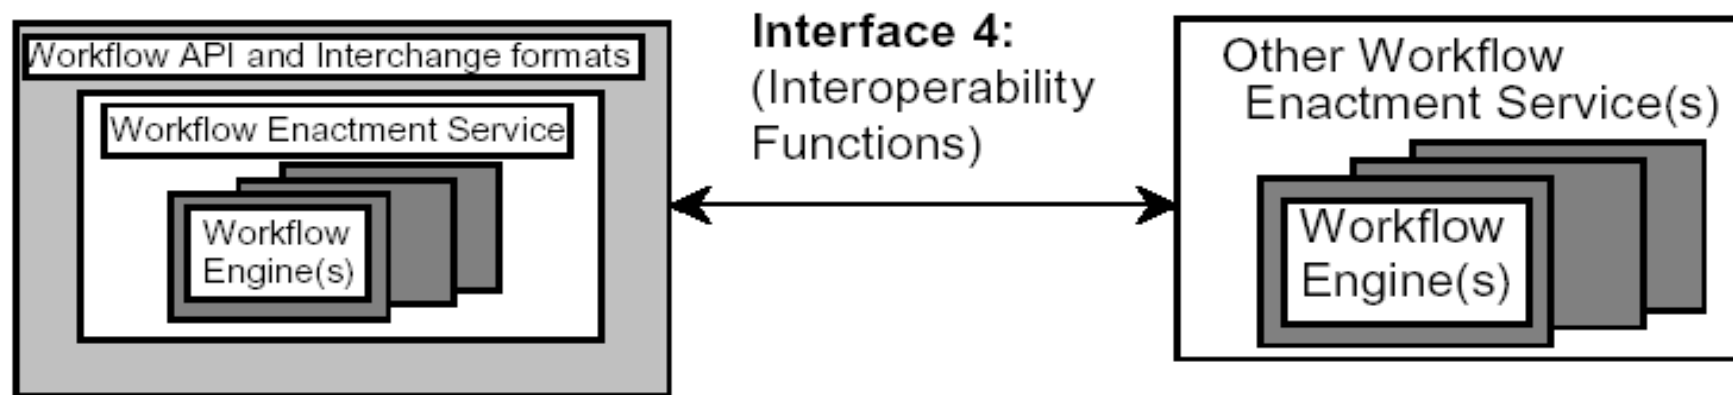 Workflow API and Interchange formats
Workflow Enactment Service
Workflow
Engine(s)
Interface 4:
(Interoperability
Functions)
Other Workflow
Enactment Service(s)
Workflow
Engine(s)